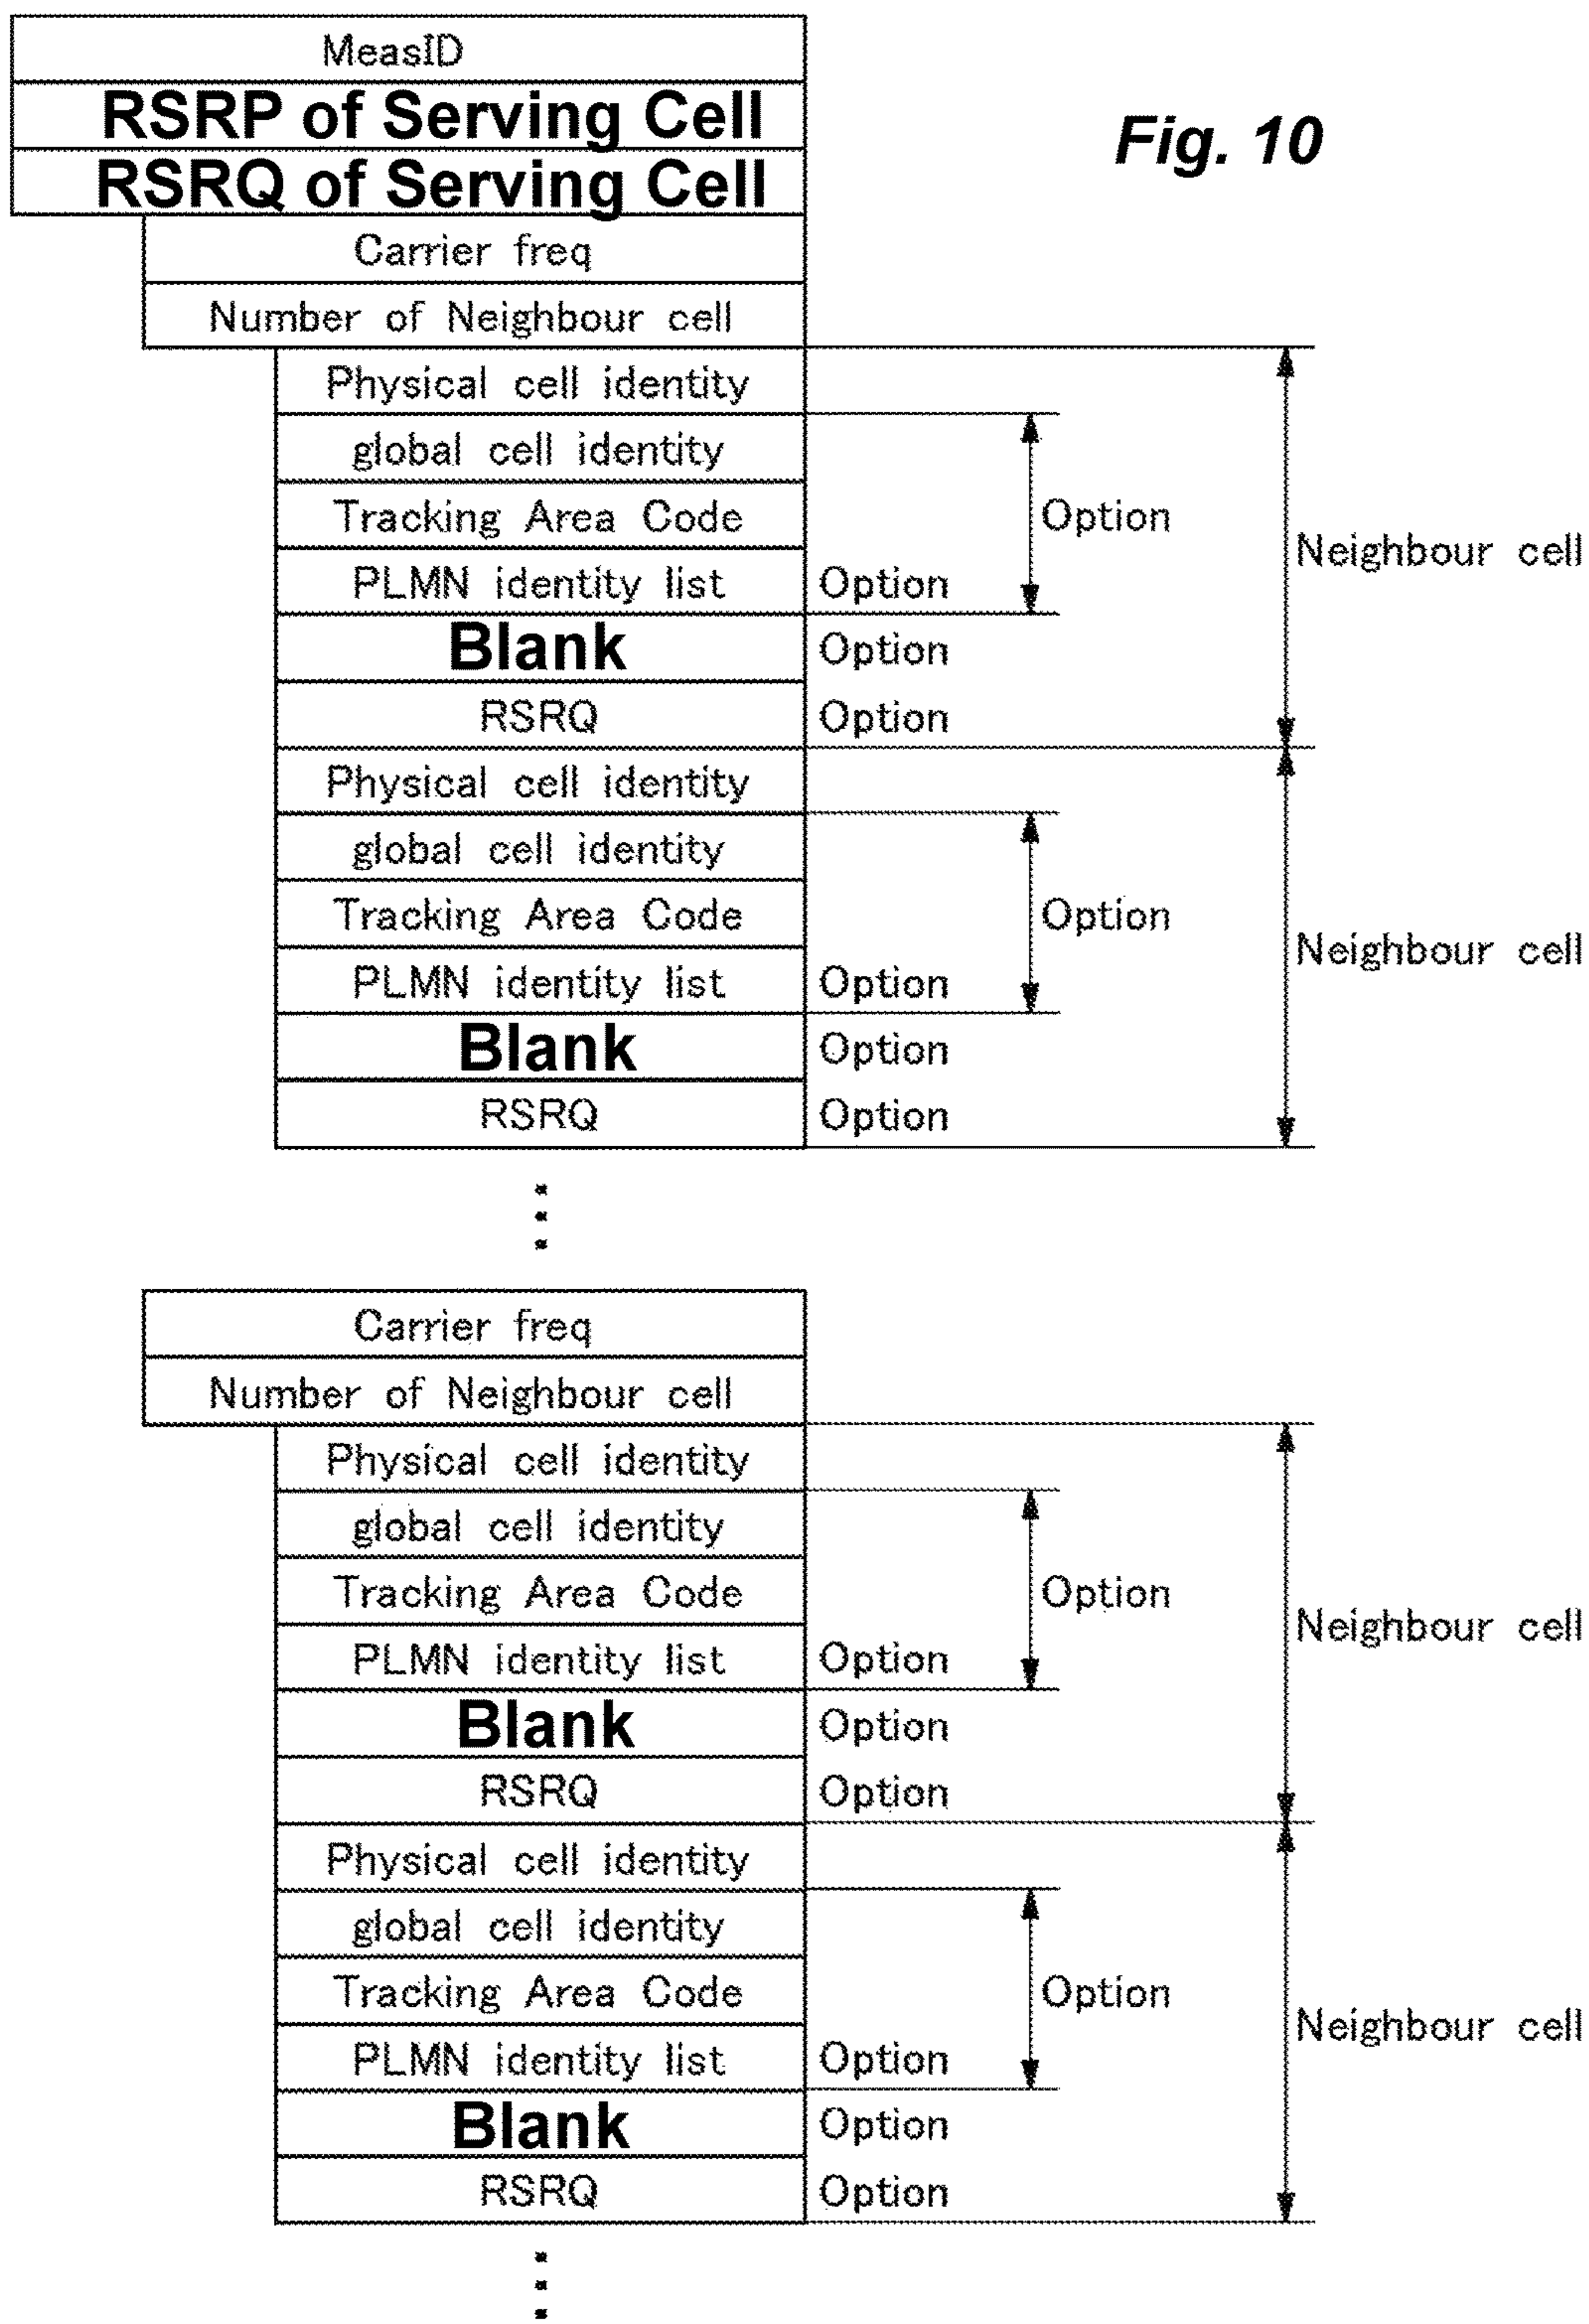 MeasID
RSRP of Serving Cell
Fig. 10
RSRQ of Serving Cell
Carrier freq
Number of Neighbour cell
Physical cell identity
global cell identity
Tracking Area Code
Option
Neighbour cell
PLMN identity list Option
Blank Option
RSRQ Option
Physical cell identity
global cell identity
Tracking Area Code
Option
Neighbour cell
PLMN identity list Option
Blank Option
RSRQ Option
Carrier freq
Number of Neighbour cell
Physical cell identity
global cell identity
Tracking Area Code
Option
Neighbour cell
PLMN identity list Option
Blank Option
RSRQ Option
Physical cell identity
global cell identity
Tracking Area Code
Option
Neighbour cell
PLMN identity list Option
Blank Option
RSRQ Option